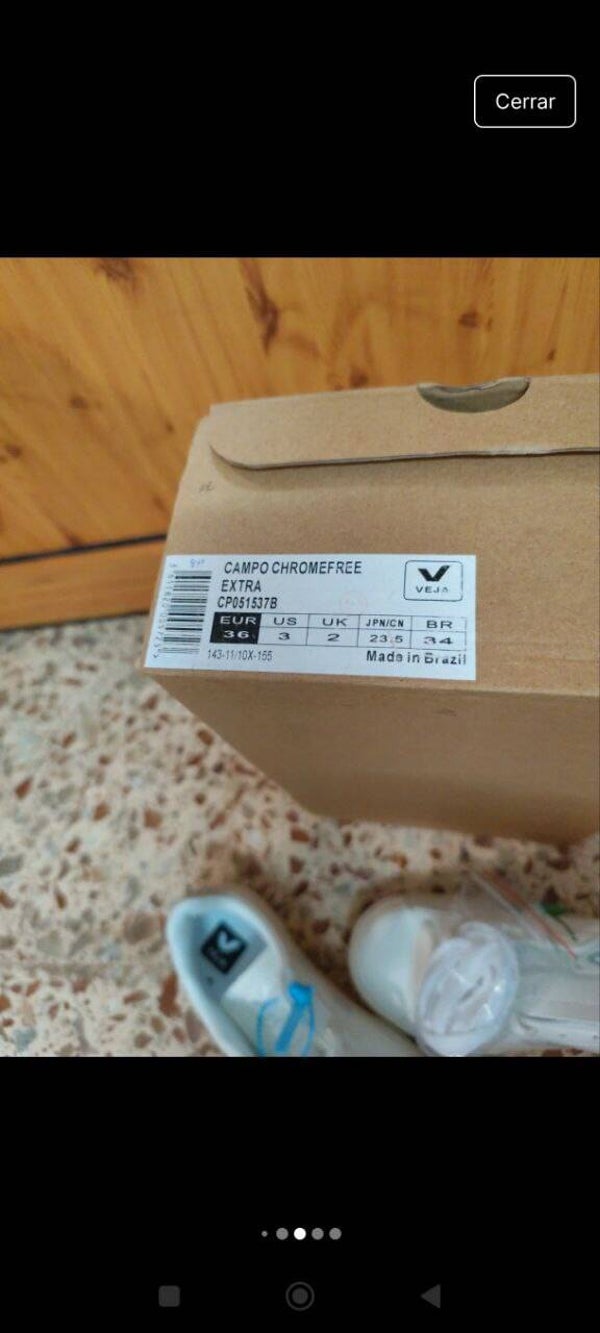 Cerrar
CAMPO CHROMEFREE
EXTRA
CP051537B
VEJA
EUR US UK JPN/CN BR
36 3 2 23.5 34
143-11/10X-155
Made in Brazil